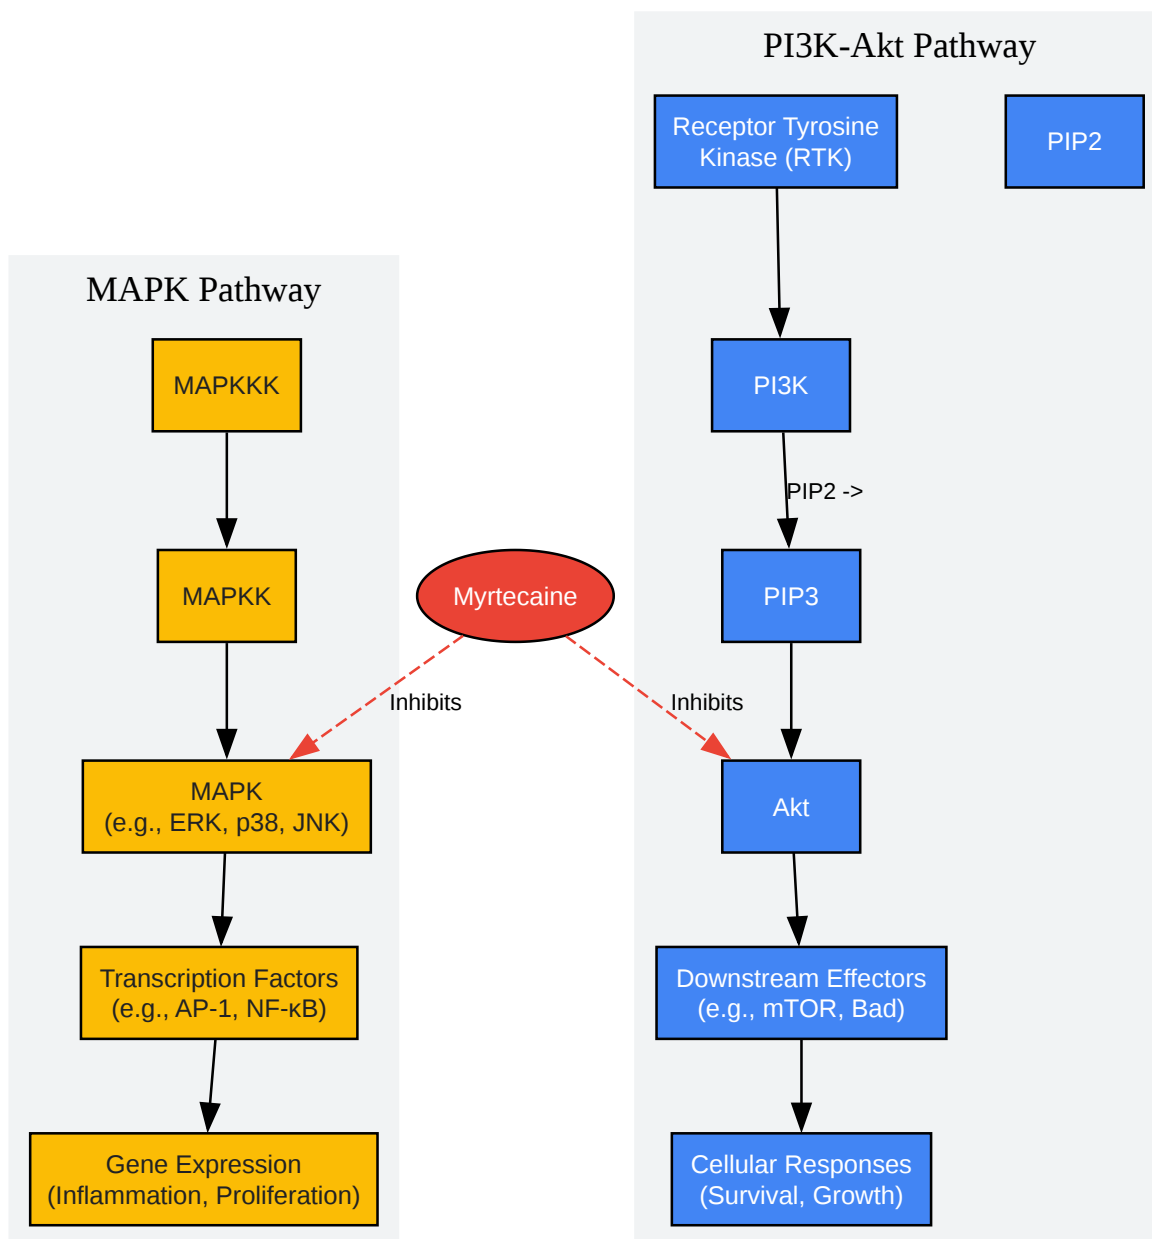 PI3K-Akt Pathway
Receptor Tyrosine
Kinase (RTK)
PIP2
MAPK Pathway
MAPKKK
PI3K
PIP2 ->
MAPKK
Myrtecaine
PIP3
Inhibits
Inhibits
MAPK
(e.g., ERK, p38, JNK)
Akt
Transcription Factors
(e.g., AP-1, NF-κB)
Downstream Effectors
(e.g., mTOR, Bad)
Gene Expression
(Inflammation, Proliferation)
Cellular Responses
(Survival, Growth)